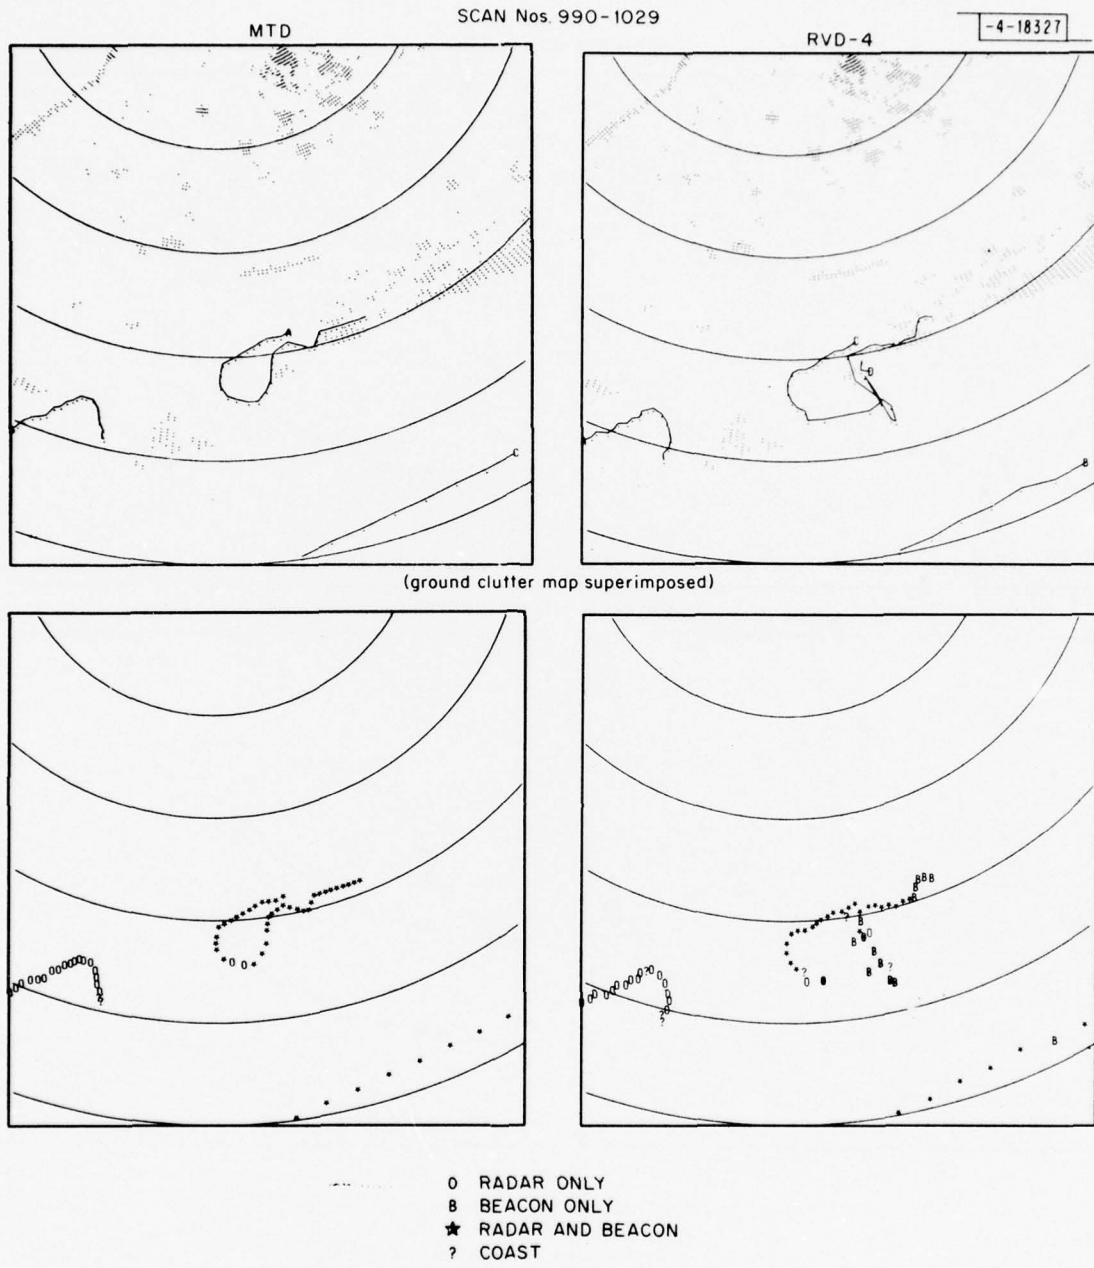 SCAN Nos. 990-1029
-4-18327
MTD
RVD-4
A
C
C
D
B
(ground clutter map superimposed)
O RADAR ONLY
B BEACON ONLY
★ RADAR AND BEACON
? COAST